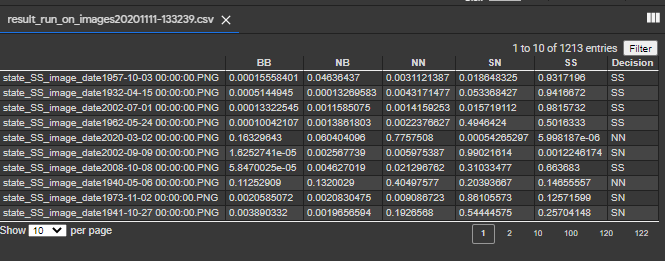 result_run_on_images20201111-133239.csv
1 to 10 of 1213 entries Filter
BB NB NN SN SS Decision
state_SS_image_date1957-10-03 00:00:00.PNG 0.00015558401 0.04636437 0.0031121387 0.018648325 0.9317196 SS
state_SS_image_date1932-04-15 00:00:00.PNG 0.0005144945 0.00013269583 0.0043171477 0.053368427 0.9416672 SS
state_SS_image_date2002-07-01 00:00:00.PNG 0.00013322545 0.0011585075 0.0014159253 0.015719112 0.9815732 SS
state_SS_image_date1962-05-24 00:00:00.PNG 0.00010042107 0.0013861803 0.0022376627 0.4946424 0.5016333 SS
state_SS_image_date2020-03-02 00:00:00.PNG 0.16329643 0.060404096 0.7757508 0.00054265297 5.998187e-06 NN
state_SS_image_date2002-09-09 00:00:00.PNG 1.6252741e-05 0.002567739 0.005975387 0.99021614 0.0012246174 SN
state_SS_image_date2008-10-08 00:00:00.PNG 5.8470025e-05 0.004627019 0.021296762 0.31033477 0.663683 SS
state_SS_image_date1940-05-06 00:00:00.PNG 0.11252909 0.1320029 0.40497577 0.20393667 0.14655557 NN
state_SS_image_date1973-11-02 00:00:00.PNG 0.0020585072 0.0020830475 0.009086723 0.86105573 0.12571599 SN
state_SS_image_date1941-10-27 00:00:00.PNG 0.003890332 0.0019656594 0.1926568 0.54444575 0.25704148 SN
Show 10 per page 1 2 10 100 120 122